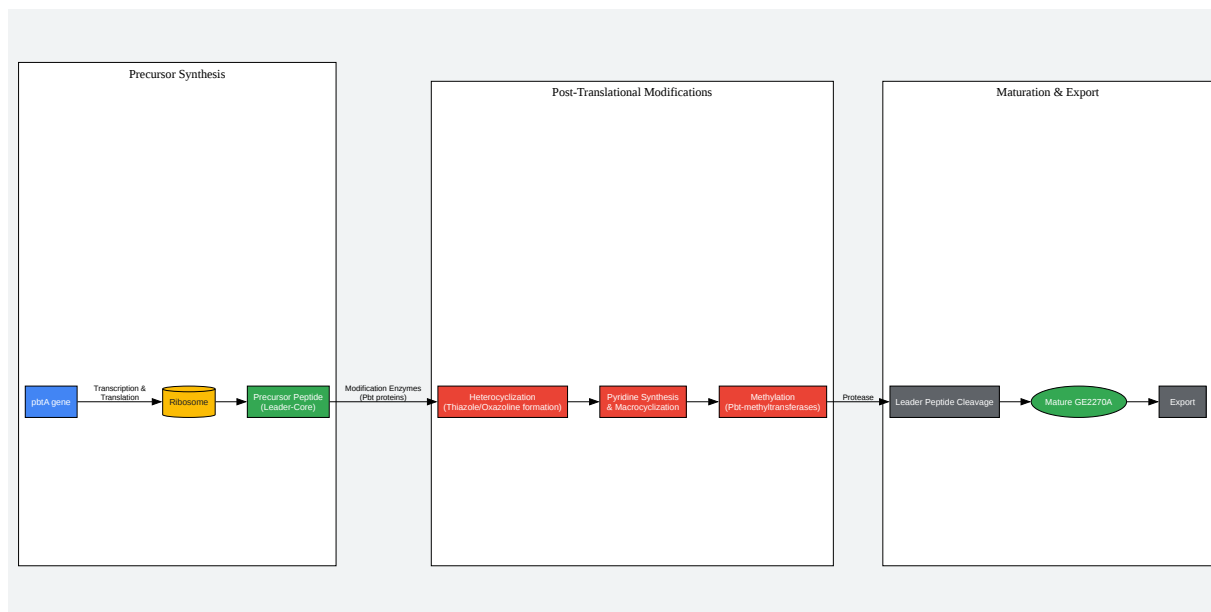 Precursor Synthesis
Post-Translational Modifications
Maturation & Export
pbtA gene
Transcription &
Translation
Ribosome
Precursor Peptide
(Leader-Core)
Modification Enzymes
(Pbt proteins)
Heterocyclization
(Thiazole/Oxazoline formation)
Pyridine Synthesis
& Macrocyclization
Methylation
(Pbt-methyltransferases)
Protease
Leader Peptide Cleavage
Mature GE2270A
Export